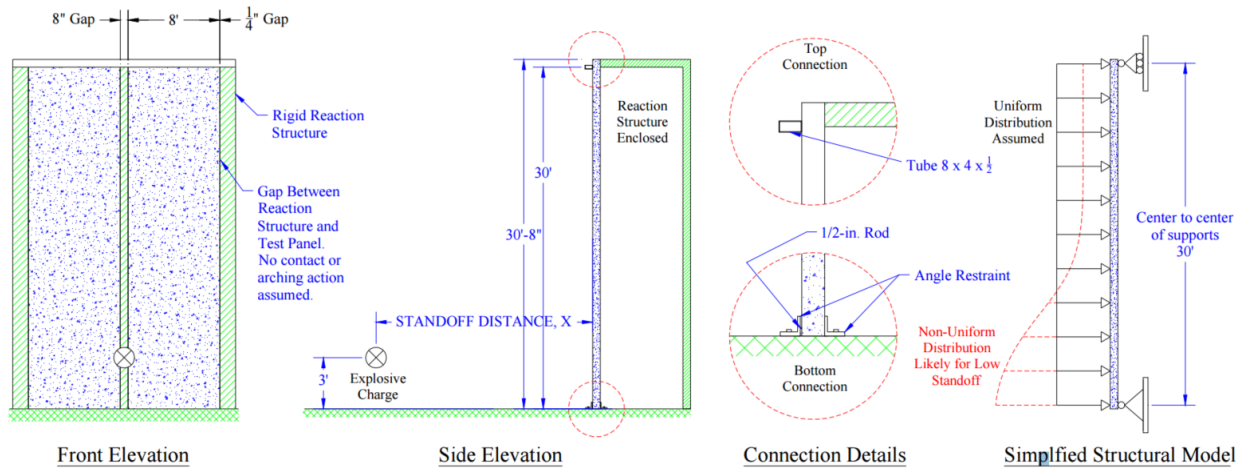 8" Gap
8'
1/4" Gap
Rigid Reaction
Structure
Gap Between
Reaction
Structure and
Test Panel.
No contact or
arching action
assumed.
Front Elevation
30'
30'-8"
Reaction
Structure
Enclosed
STANDOFF DISTANCE, X
3'
Explosive
Charge
Side Elevation
Top
Connection
Tube 8 x 4 x 1/2
1/2-in. Rod
Angle Restraint
Bottom
Connection
Connection Details
Uniform
Distribution
Assumed
Center to center
of supports
30'
Non-Uniform
Distribution
Likely for Low
Standoff
Simplfied Structural Model